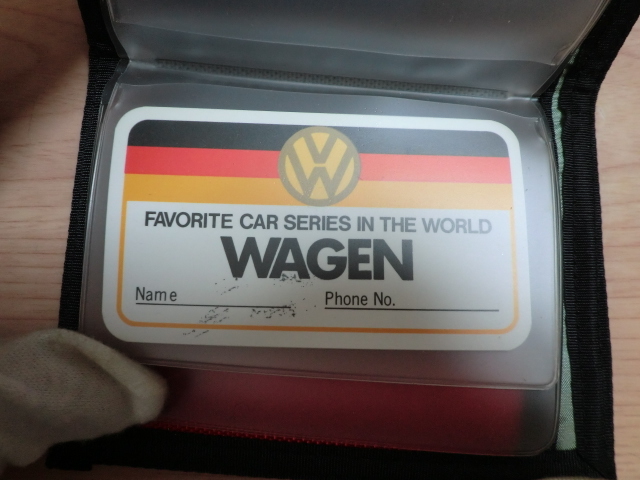 VW
FAVORITE CAR SERIES IN THE WORLD
WAGEN
Name Phone No.